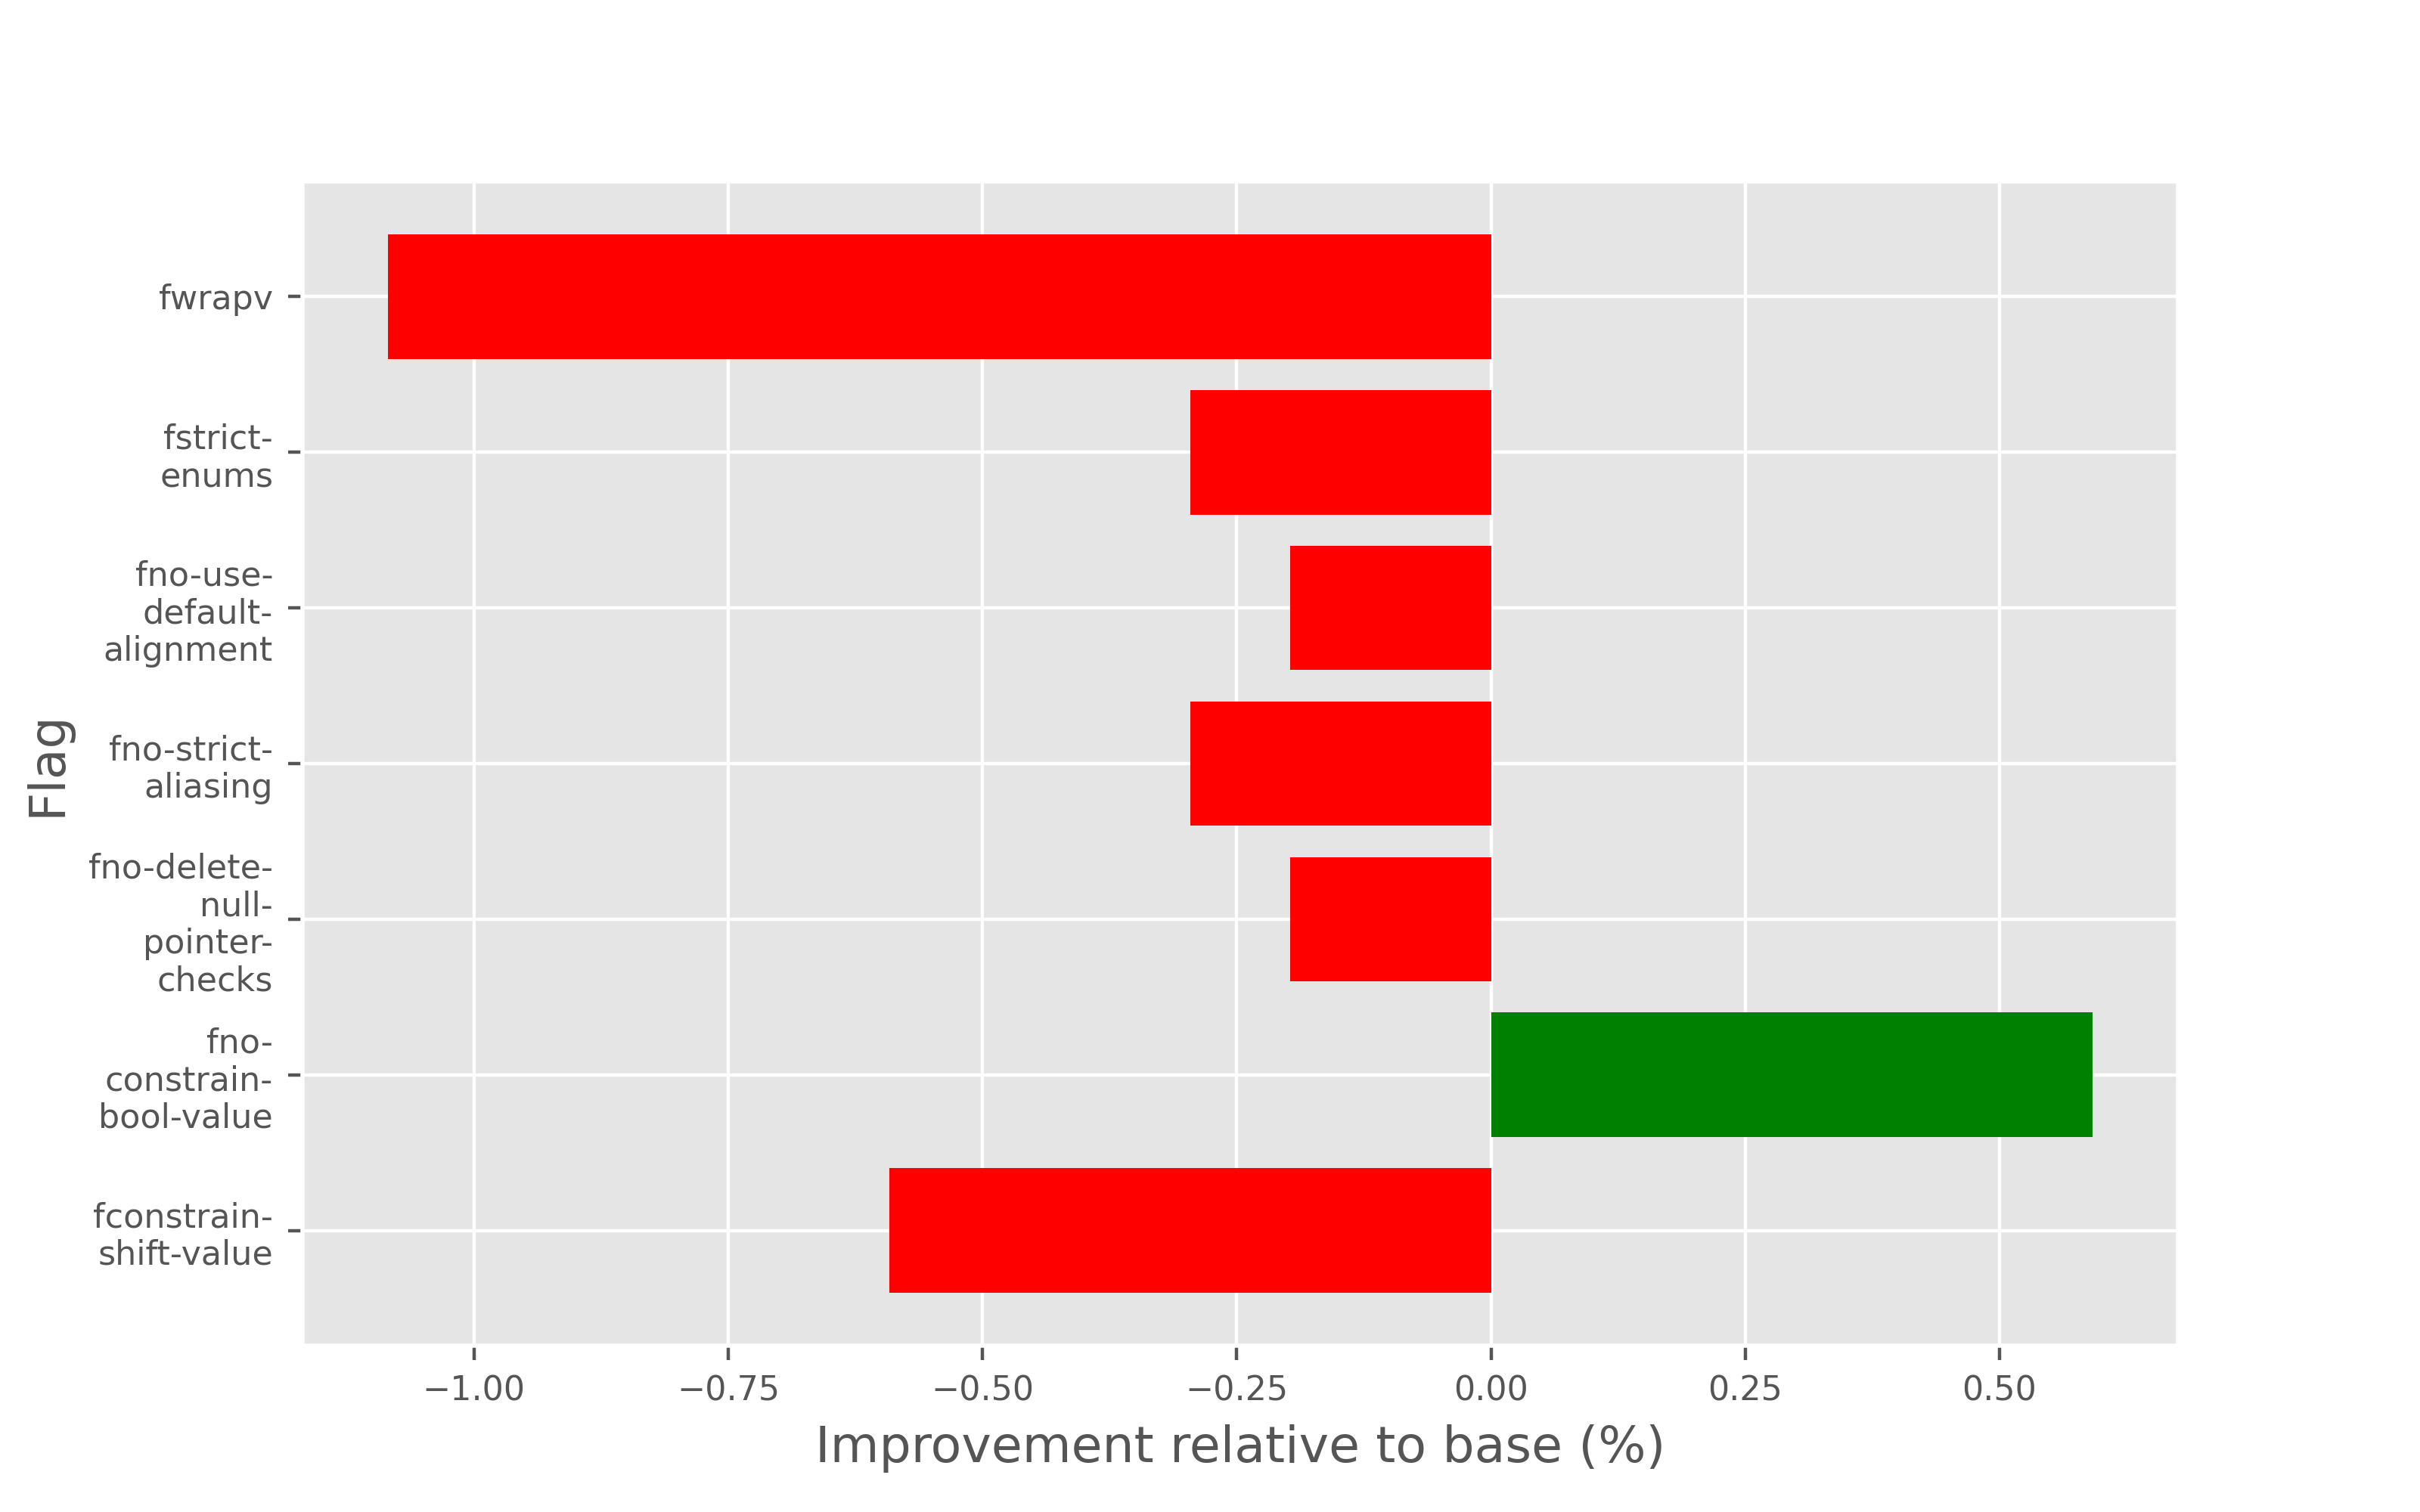 fwrapv
fstrict-
enums
fno-use-
default-
alignment
fno-strict-
aliasing
fno-delete-
null-
pointer-
checks
fno-
constrain-
bool-value
fconstrain-
shift-value
Flag
−1.00
−0.75
−0.50
−0.25
0.00
0.25
0.50
Improvement relative to base (%)